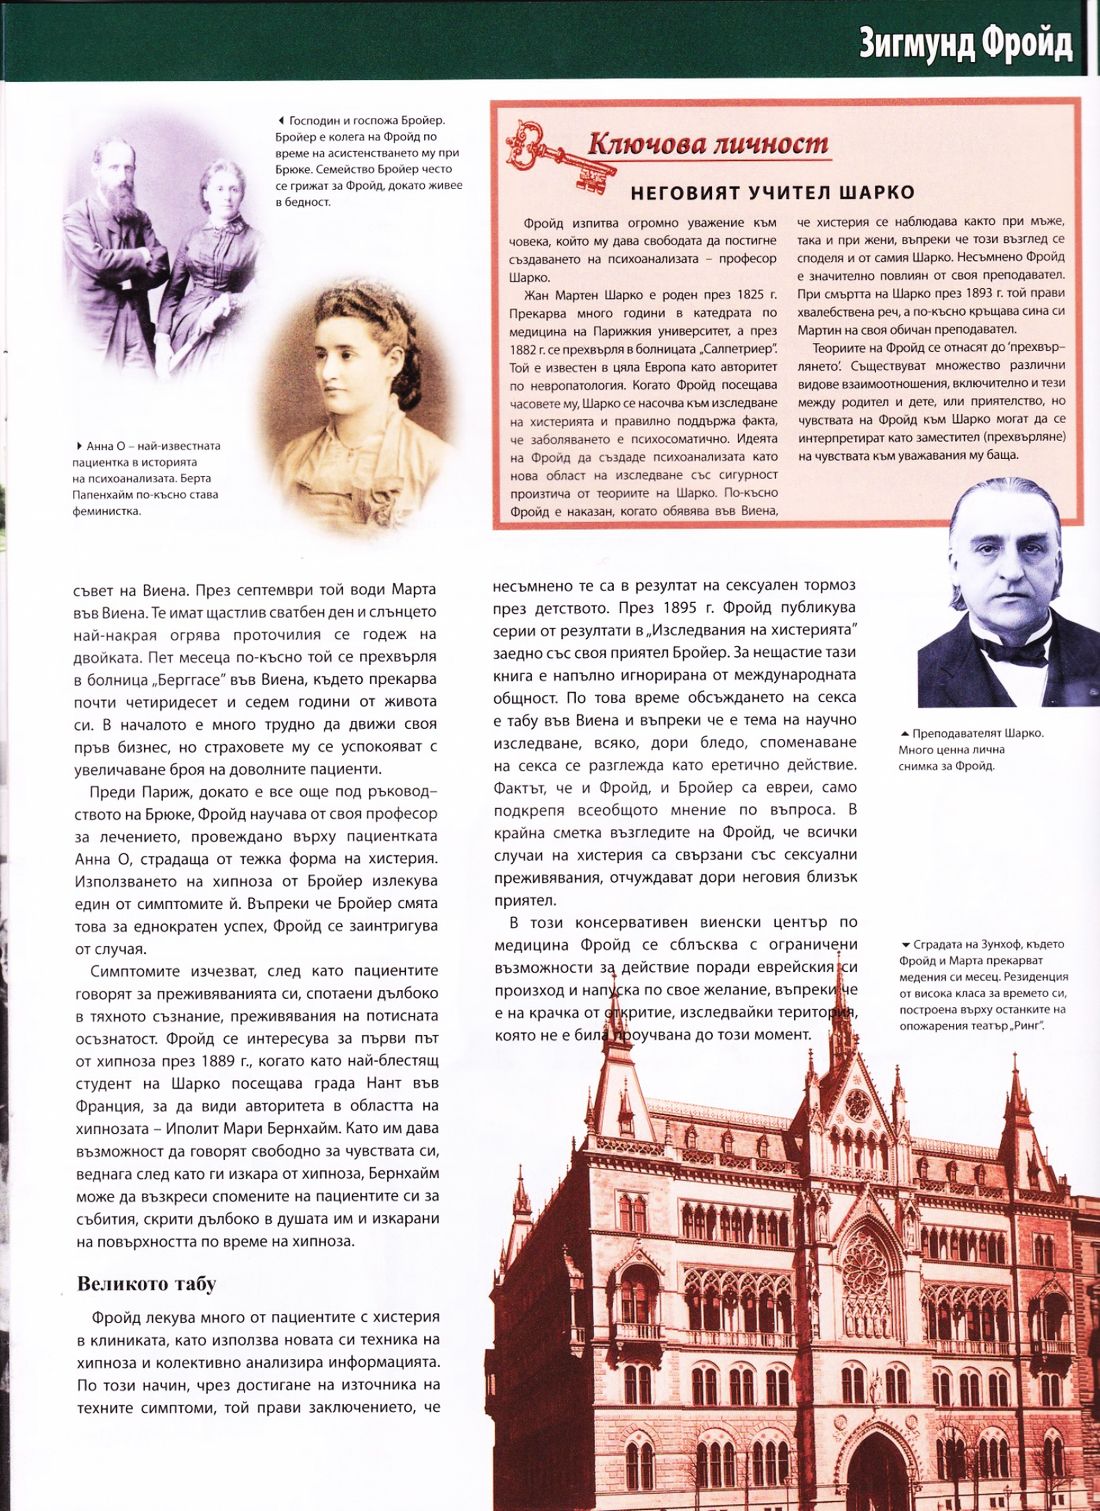 Зигмунд Фройд
Господин и госпожа Бройер.
Бройер е колега на Фройд по
време на асистенстването му при
Брюке. Семейство Бройер често
се грижат за Фройд, докато живее
в бедност.
Анна О – най-известната
пациентка в историята
на психоанализата. Берта
Папенхайм по-късно става
феминистка.
Ключова личност
НЕГОВИЯТ УЧИТЕЛ ШАРКО
Фройд изпитва огромно уважение към
човека, който му дава свободата да постигне
създаването на психоанализата – професор
Шарко.
Жан Мартен Шарко е роден през 1825 г.
Прекарва много години в катедрата по
медицина на Парижкия университет, а през
1882 г. се прехвърля в болницата „Салпетриер”.
Той е известен в цяла Европа като авторитет
по невропатология. Когато Фройд посещава
часовете му, Шарко се насочва към изследване
на хистерията и правилно поддържа факта,
че заболяването е психосоматично. Идеята
на Фройд да създаде психоанализата като
нова област на изследване със сигурност
произтича от теориите на Шарко. По-късно
Фройд е наказан, когато обявява във Виена,
че хистерия се наблюдава както при мъже,
така и при жени, въпреки че този възглед се
споделя и от самия Шарко. Несъмнено Фройд
е значително повлиян от своя преподавател.
При смъртта на Шарко през 1893 г. той прави
хвалебствена реч, а по-късно кръщава сина си
Мартин на своя обичан преподавател.
Теориите на Фройд се отнасят до ‘прехвър-
лянето’. Съществуват множество различни
видове взаимоотношения, включително и тези
между родител и дете, или приятелство, но
чувствата на Фройд към Шарко могат да се
интерпретират като заместител (прехвърляне)
на чувствата към уважавания му баща.
съвет на Виена. През септември той води Марта
във Виена. Те имат щастлив сватбен ден и слънцето
най-накрая огрява проточилия се годеж на
двойката. Пет месеца по-късно той се прехвърля
в болница „Берггасе” във Виена, където прекарва
почти четиридесет и седем години от живота
си. В началото е много трудно да движи своя
пръв бизнес, но страховете му се успокояват с
увеличаване броя на доволните пациенти.
Преди Париж, докато е все още под ръковод-
ството на Брюке, Фройд научава от своя професор
за лечението, провеждано върху пациентката
Анна О, страдаща от тежка форма на хистерия.
Използването на хипноза от Бройер излекува
един от симптомите й. Въпреки че Бройер смята
това за еднократен успех, Фройд се заинтригува
от случая.
Симптомите изчезват, след като пациентите
говорят за преживяванията си, спотаени дълбоко
в тяхното съзнание, преживявания на потисната
осъзнатост. Фройд се интересува за първи път
от хипноза през 1889 г., когато като най-блестящ
студент на Шарко посещава града Нант във
Франция, за да види авторитета в областта на
хипнозата – Иполит Мари Бернхайм. Като им дава
възможност да говорят свободно за чувствата си,
веднага след като ги изкара от хипноза, Бернхайм
може да възкреси спомените на пациентите си за
събития, скрити дълбоко в душата им и изкарани
на повърхността по време на хипноза.
Великото табу
Фройд лекува много от пациентите с хистерия
в клиниката, като използва новата си техника на
хипноза и колективно анализира информацията.
По този начин, чрез достигане на източника на
техните симптоми, той прави заключението, че
несъмнено те са в резултат на сексуален тормоз
през детството. През 1895 г. Фройд публикува
серии от резултати в „Изследвания на хистерията”
заедно със своя приятел Бройер. За нещастие тази
книга е напълно игнорирана от международната
общност. По това време обсъждането на секса
е табу във Виена и въпреки че е тема на научно
изследване, всяко, дори бледо, споменаване
на секса се разглежда като еретично действие.
Фактът, че и Фройд, и Бройер са евреи, само
подкрепя всеобщото мнение по въпроса. В
крайна сметка възгледите на Фройд, че всички
случаи на хистерия са свързани със сексуални
преживявания, отчуждават дори неговия близък
приятел.
В този консервативен виенски център по
медицина Фройд се сблъсква с ограничени
възможности за действие поради еврейския си
произход и напуска по свое желание, въпреки че
е на крачка от откритие, изследвайки територия,
която не е била проучвана до този момент.
Преподавателят Шарко.
Много ценна лична
снимка за Фройд.
Сградата на Зунхоф, където
Фройд и Марта прекарват
медения си месец. Резиденция
от висока класа за времето си,
построена върху останките на
опожарения театър „Ринг”.